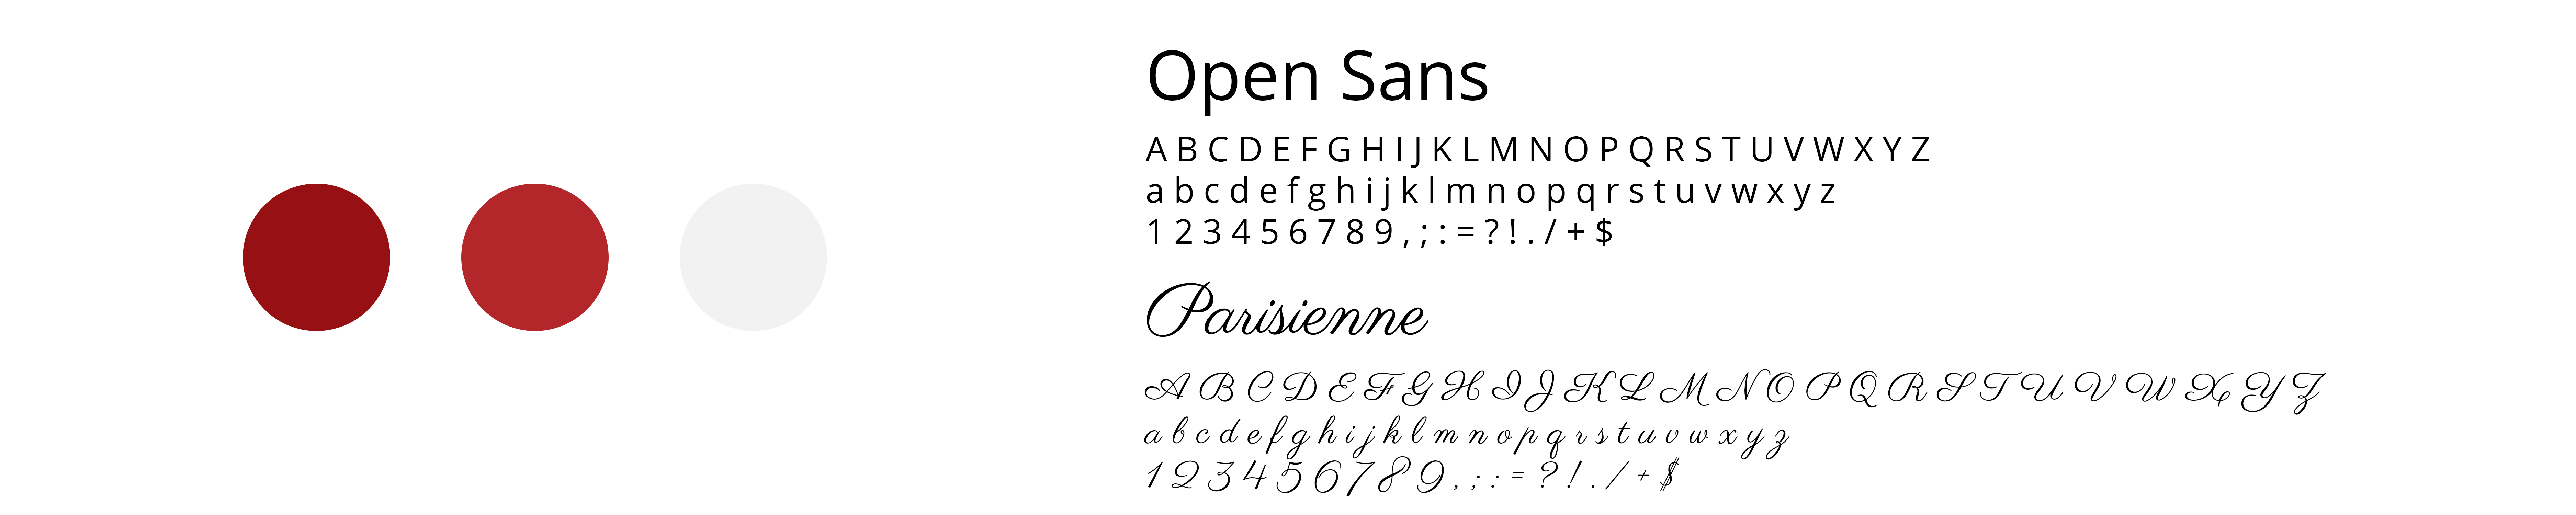 Open Sans
A B C D E F G H I J K L M N O P Q R S T U V W X Y Z
a b c d e f g h i j k l m n o p q r s t u v w x y z
1 2 3 4 5 6 7 8 9 , ; : = ? ! . / + $
Parisienne
A B C D E F G H I J K L M N O P Q R S T U V W X Y Z
a b c d e f g h i j k l m n o p q r s t u v w x y z
1 2 3 4 5 6 7 8 9 , ; : = ? ! . / + $